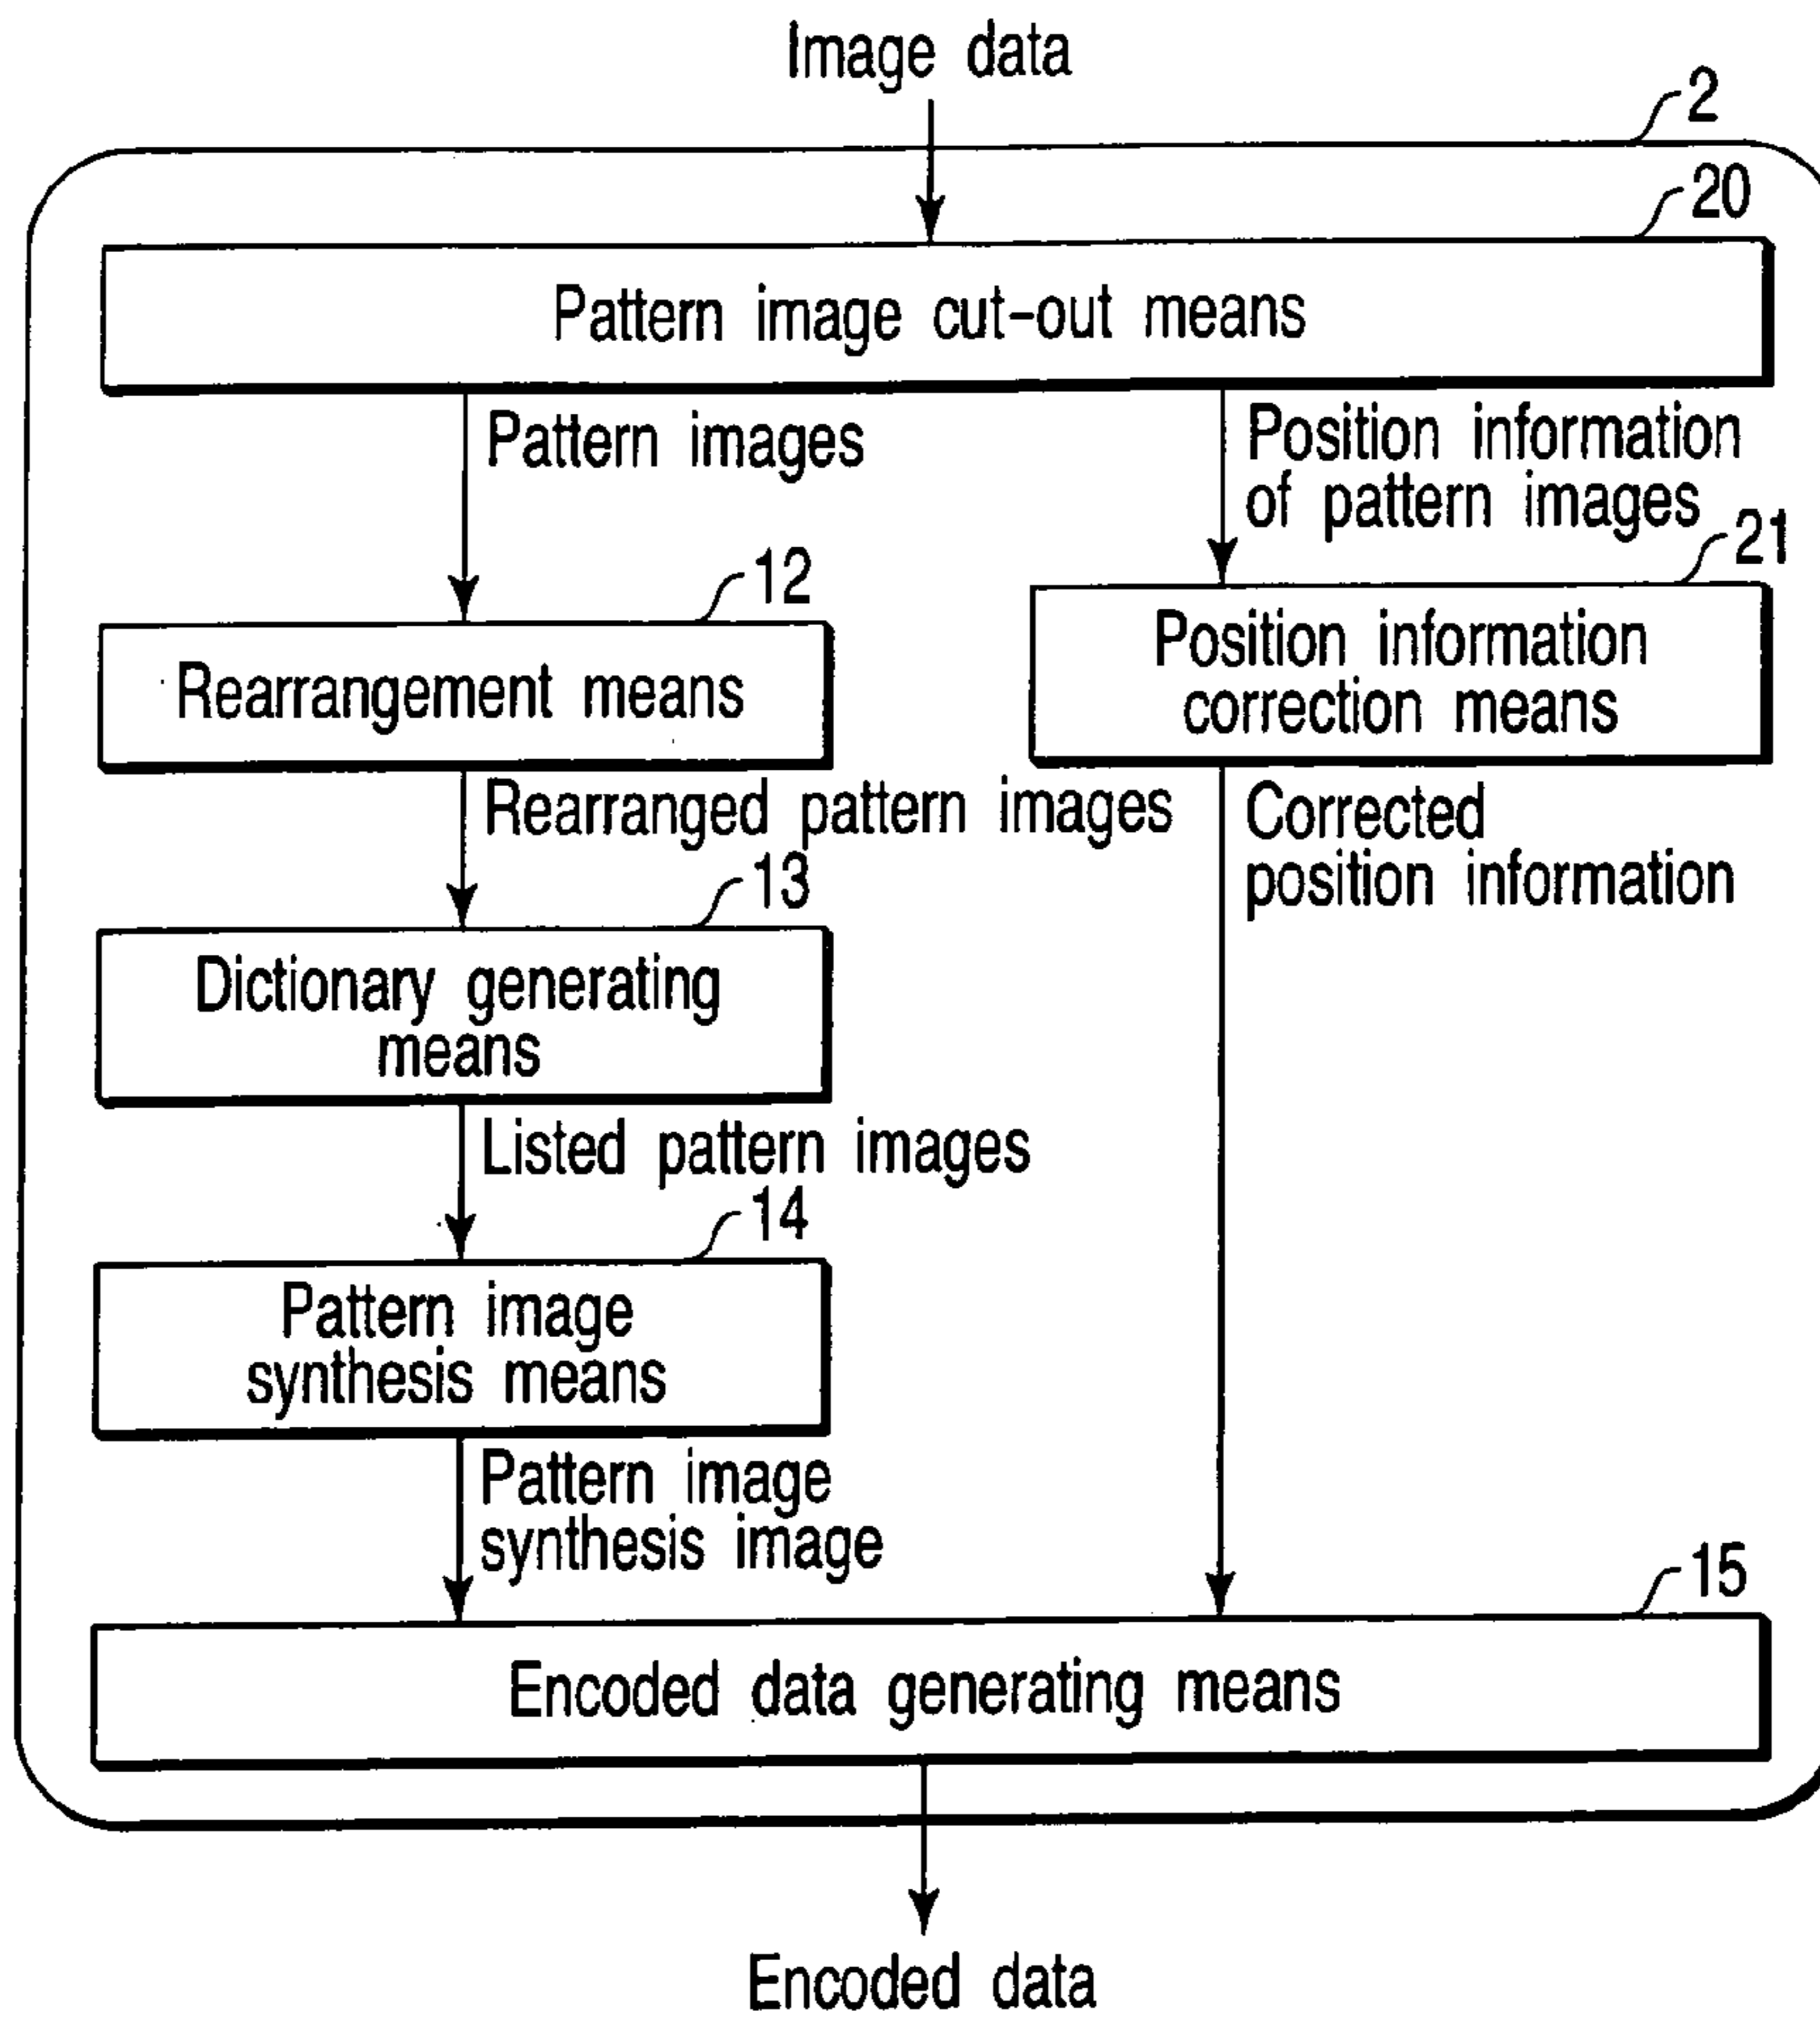 Image data
2
20
Pattern image cut-out means
Pattern images
Position information
of pattern images
21
12
Position information
correction means
Rearrangement means
Rearranged pattern images
Corrected
position information
13
Dictionary generating
means
Listed pattern images
14
Pattern image
synthesis means
Pattern image
synthesis image
15
Encoded data generating means
Encoded data